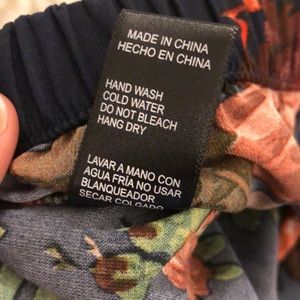 MADE IN CHINA
HECHO EN CHINA
HAND WASH
COLD WATER
DO NOT BLEACH
HANG DRY
LAVAR A MANO CON
AGUA FRÍA NO USAR
BLANQUEADOR
SECAR COLGADO